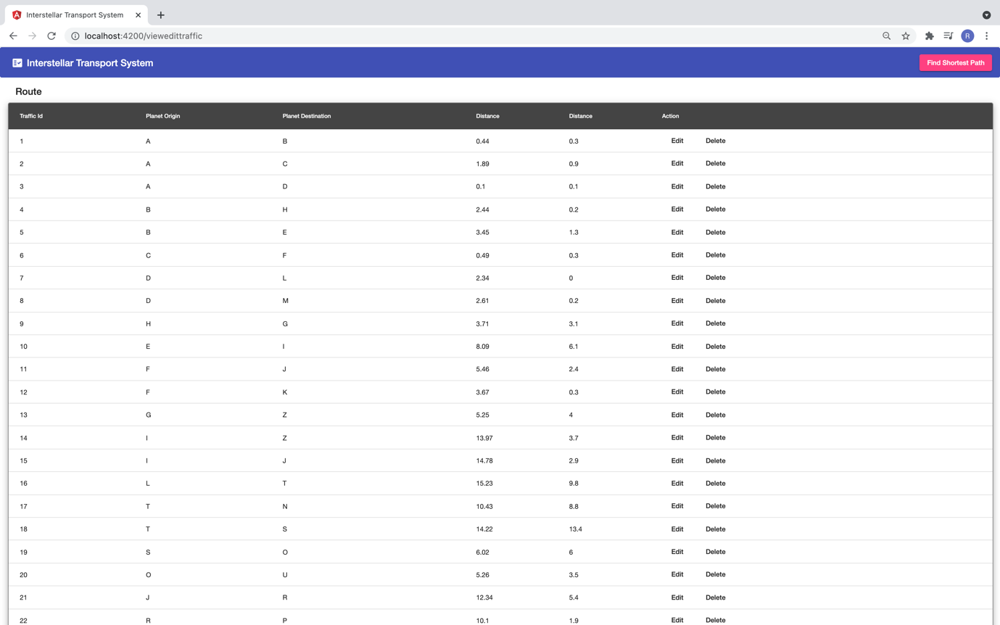 Interstellar Transport System
localhost:4200/viewedittraffic
R
Interstellar Transport System Find Shortest Path
Route
Traffic Id Planet Origin Planet Destination Distance Distance Action
1 A B 0.44 0.3 Edit Delete
2 A C 1.89 0.9 Edit Delete
3 A D 0.1 0.1 Edit Delete
4 B H 2.44 0.2 Edit Delete
5 B E 3.45 1.3 Edit Delete
6 C F 0.49 0.3 Edit Delete
7 D L 2.34 0 Edit Delete
8 D M 2.61 0.2 Edit Delete
9 H G 3.71 3.1 Edit Delete
10 E I 8.09 6.1 Edit Delete
11 F J 5.46 2.4 Edit Delete
12 F K 3.67 0.3 Edit Delete
13 G Z 5.25 4 Edit Delete
14 I Z 13.97 3.7 Edit Delete
15 I J 14.78 2.9 Edit Delete
16 L T 15.23 9.8 Edit Delete
17 T N 10.43 8.8 Edit Delete
18 T S 14.22 13.4 Edit Delete
19 S O 6.02 6 Edit Delete
20 O U 5.26 3.5 Edit Delete
21 J R 12.34 5.4 Edit Delete
22 R P 10.1 1.9 Edit Delete